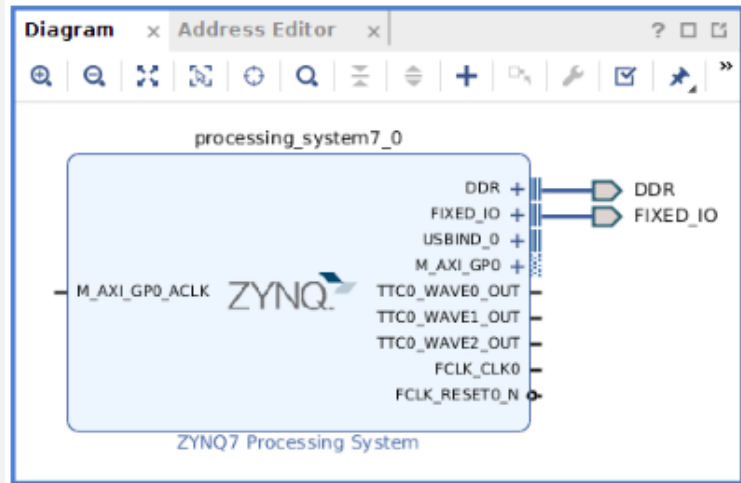 Diagram × Address Editor × ?
»
processing_system7_0
DDR + DDR
FIXED_IO + FIXED_IO
USBIND_0 +
M_AXI_GP0 +
M_AXI_GP0_ACLK ZYNQ. TTC0_WAVE0_OUT
TTC0_WAVE1_OUT
TTC0_WAVE2_OUT
FCLK_CLK0
FCLK_RESET0_N
ZYNQ7 Processing System